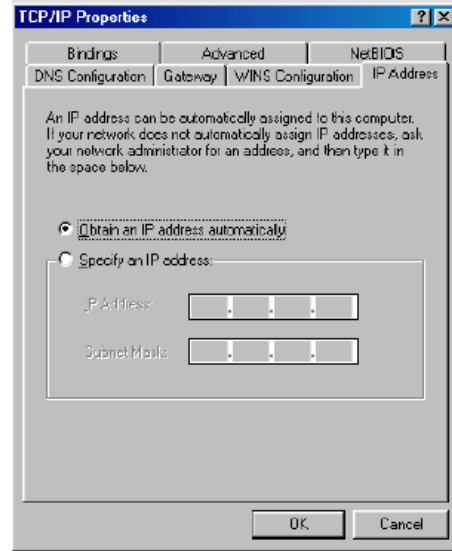 TCP/IP Properties
Bindings Advanced NetBIOS
DNS Configuration Gateway WINS Configuration IP Address
An IP address can be automatically assigned to this computer.
If your network does not automatically assign IP addresses, ask
your network administrator for an address, and then type it in
the space below.
Obtain an IP address automatically
Specify an IP address:
IP Address:
Subnet Mask:
OK Cancel